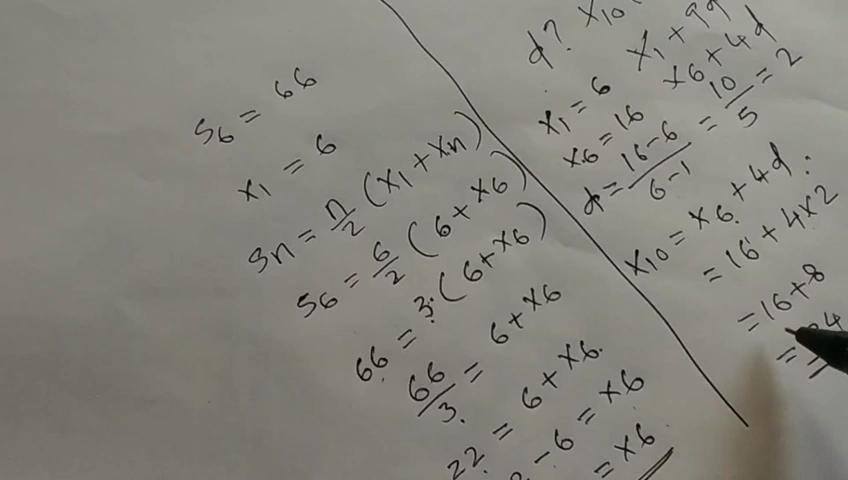 S6 = 66
x1 = 6
Sn = n/2 (x1 + xn)
S6 = 6/2 (6 + x6)
66 = 3 (6 + x6)
66/3 = 6 + x6
22 = 6 + x6
- 6 = x6
= x6
d? x10
x1 + 9d
x6 + 4d
x1 = 6
x6 = 16
d = 16-6/6-1 = 10/5 = 2
x10 = x6 + 4d
= 16 + 4x2
= 16 + 8
=